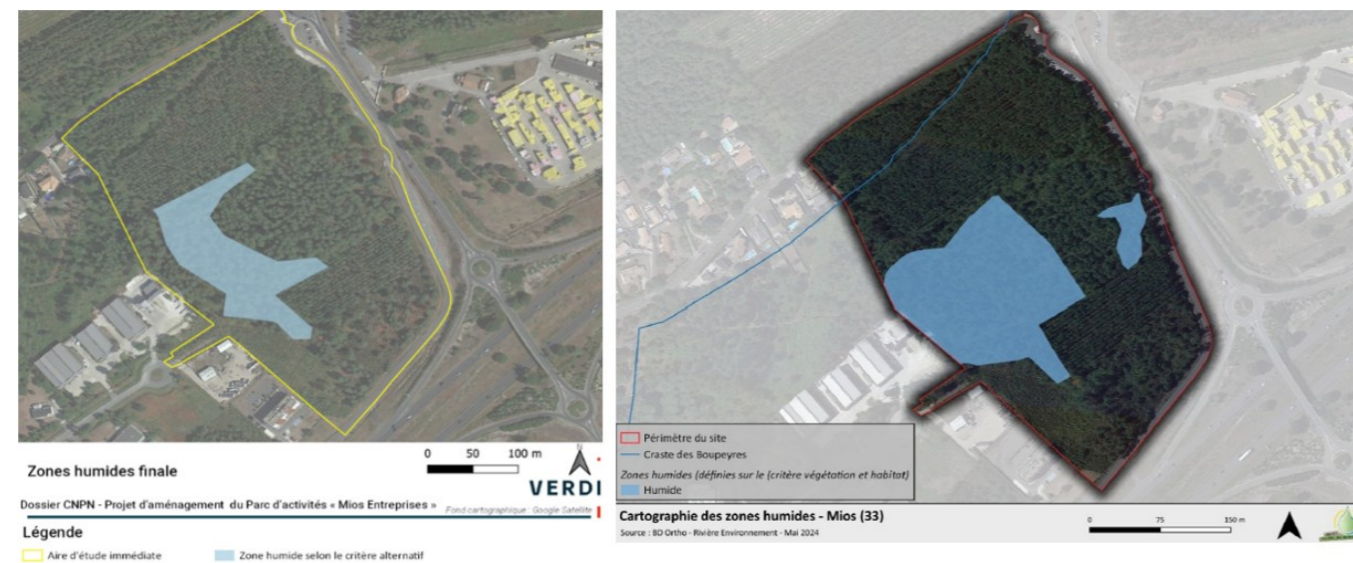 Zones humides finale
0 50 100 m
N
VERDI
Dossier CNPN - Projet d'aménagement du Parc d'activités « Mios Entreprises »
Fond cartographique : Google Satellite
Légende
Aire d'étude immédiate
Zone humide selon le critère alternatif
Périmètre du site
Craste des Boupeyres
Zones humides (définies sur le (critère végétation et habitat)
Humide
Cartographie des zones humides - Mios (33)
Source : BD Ortho - Rivière Environnement - Mai 2024
0 75 150 m